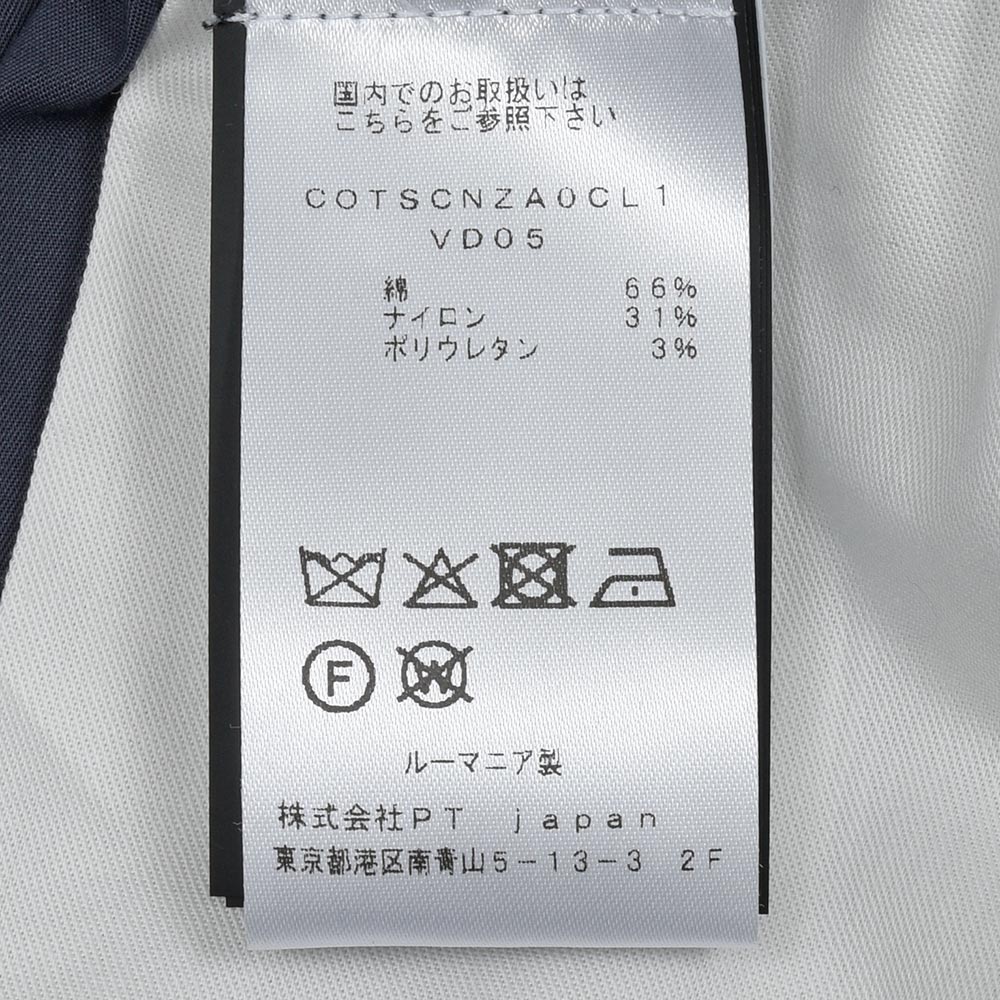 国内でのお取扱いは
こちらをご参照下さい
COTSCNZA0CL1
VD05
綿 66%
ナイロン 31%
ポリウレタン 3%
F W
ルーマニア製
株式会社PT japan
東京都港区南青山5-13-3 2F